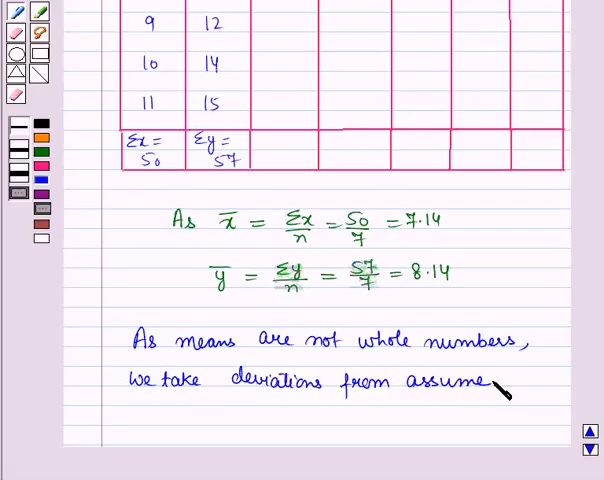 9 12
10 14
11 15
Σx = 50 Σy = 57
As x̄ = Σx/n = 50/7 = 7.14
ȳ = Σy/n = 57/7 = 8.14
As means are not whole numbers,
we take deviations from assume